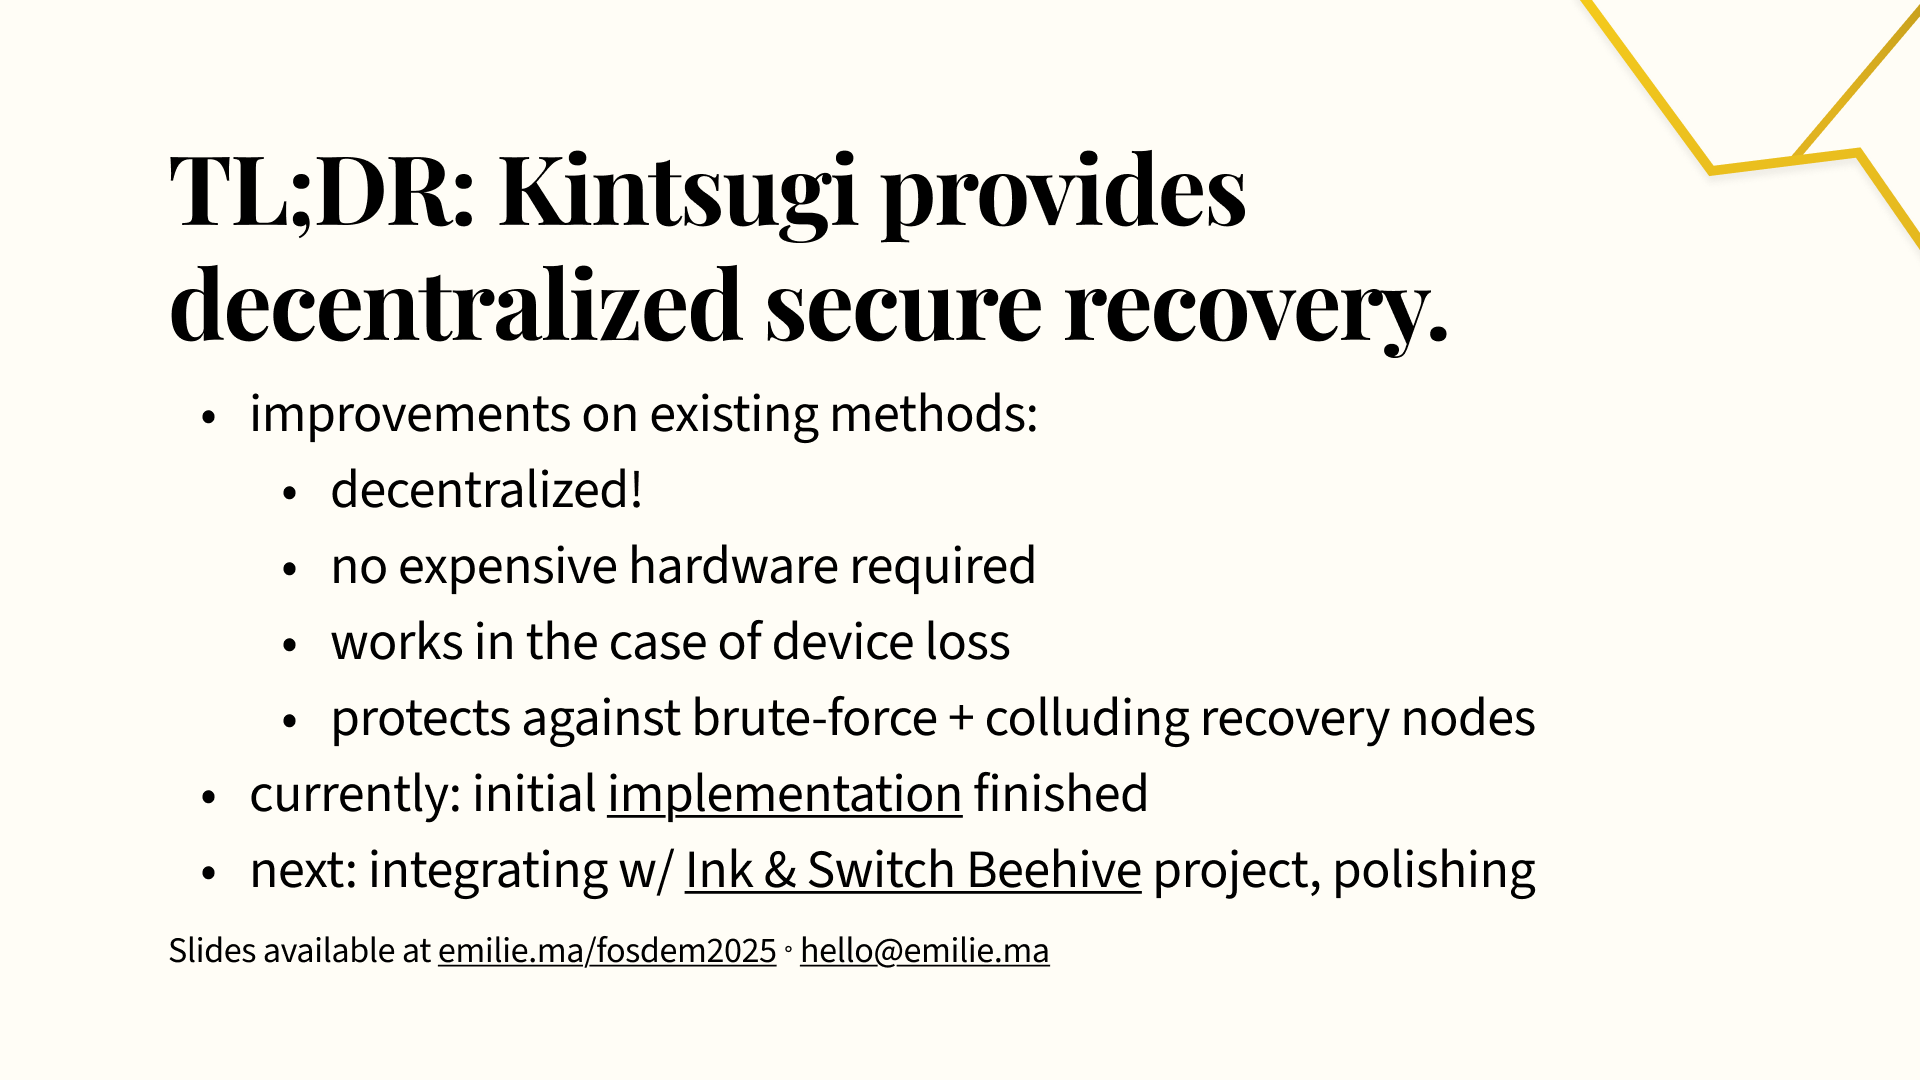 TL;DR: Kintsugi provides
decentralized secure recovery.
• improvements on existing methods:
• decentralized!
• no expensive hardware required
• works in the case of device loss
• protects against brute-force + colluding recovery nodes
• currently: initial implementation finished
• next: integrating w/ Ink & Switch Beehive project, polishing
Slides available at emilie.ma/fosdem2025 ◦ hello@emilie.ma